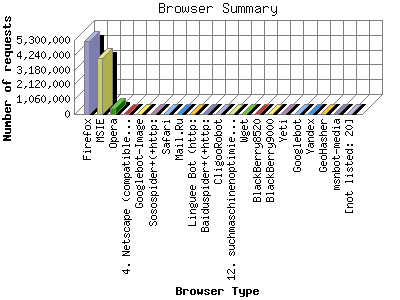 Browser Summary
Number of requests
5,300,000
4,240,000
3,180,000
2,120,000
1,060,000
0
Firefox
MSIE
Opera
4. Netscape (compatible...
Googlebot-Image
Sosospider+(+http:
Safari
Mail.Ru
Linguee Bot (http:
Baiduspider+(+http:
CligooRobot
12. suchmaschinenoptimie...
Wget
BlackBerry8520
BlackBerry9000
Yeti
Googlebot
Yandex
GeoHasher
msnbot-media
[not listed: 20]
Browser Type